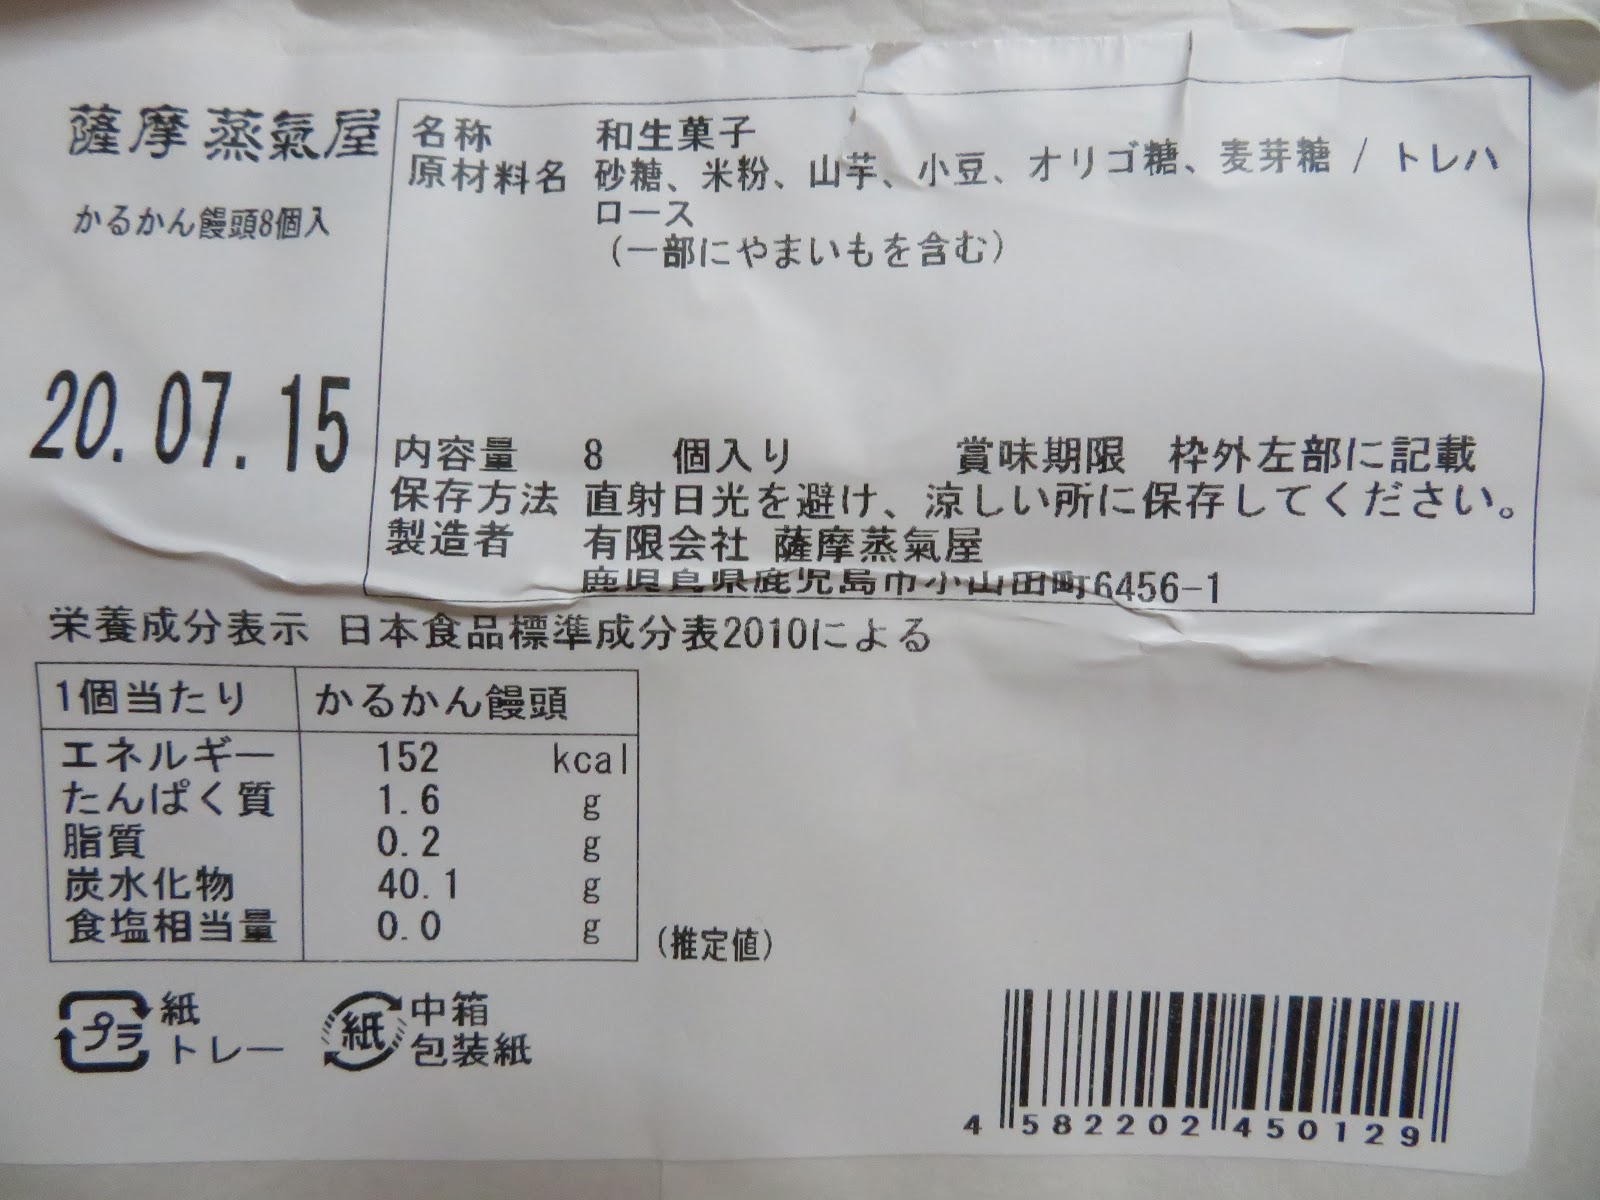 薩摩蒸氣屋
かるかん饅頭8個入
20.07.15
名称 和生菓子
原材料名 砂糖、米粉、山芋、小豆、オリゴ糖、麦芽糖 / トレハ
ロース
（一部にやまいもを含む）
内容量 8 個入り 賞味期限 枠外左部に記載
保存方法 直射日光を避け、涼しい所に保存してください。
製造者 有限会社 薩摩蒸氣屋
鹿児島県鹿児島市小山田町6456-1
栄養成分表示 日本食品標準成分表2010による
1個当たり かるかん饅頭
エネルギー 152 kcal
たんぱく質 1.6 g
脂質 0.2 g
炭水化物 40.1 g
食塩相当量 0.0 g
(推定値)
プラ 紙
トレー
紙 中箱
包装紙
4 582202 450129